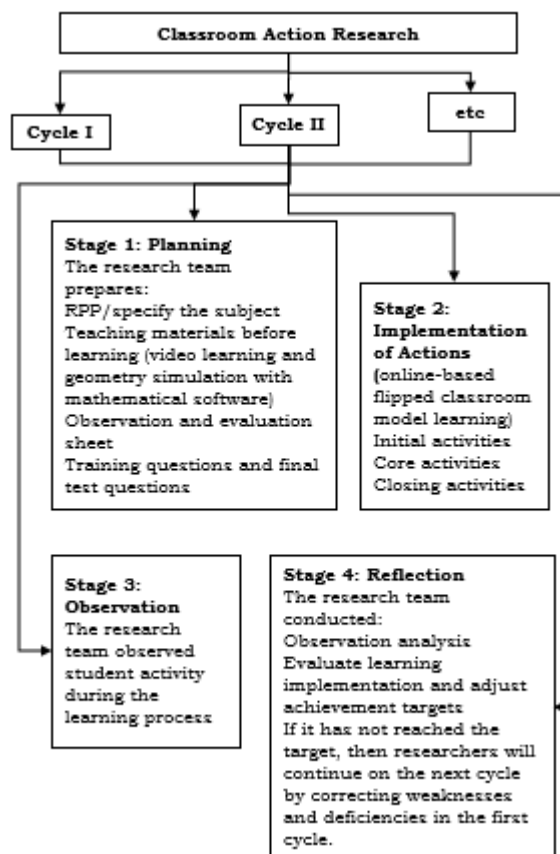 Classroom Action Research
Cycle I
Cycle II
etc
Stage 1: Planning
The research team
prepares:
RPP/specify the subject
Teaching materials before
learning (video learning and
geometry simulation with
mathematical software)
Observation and evaluation
sheet
Training questions and final
test questions
Stage 2:
Implementation
of Actions
(online-based
flipped classroom
model learning)
Initial activities
Core activities
Closing activities
Stage 3:
Observation
The research
team observed
student activity
during the
learning process
Stage 4: Reflection
The research team
conducted:
Observation analysis
Evaluate learning
implementation and adjust
achievement targets
If it has not reached the
target, then researchers will
continue on the next cycle
by correcting weaknesses
and deficiencies in the first
cycle.